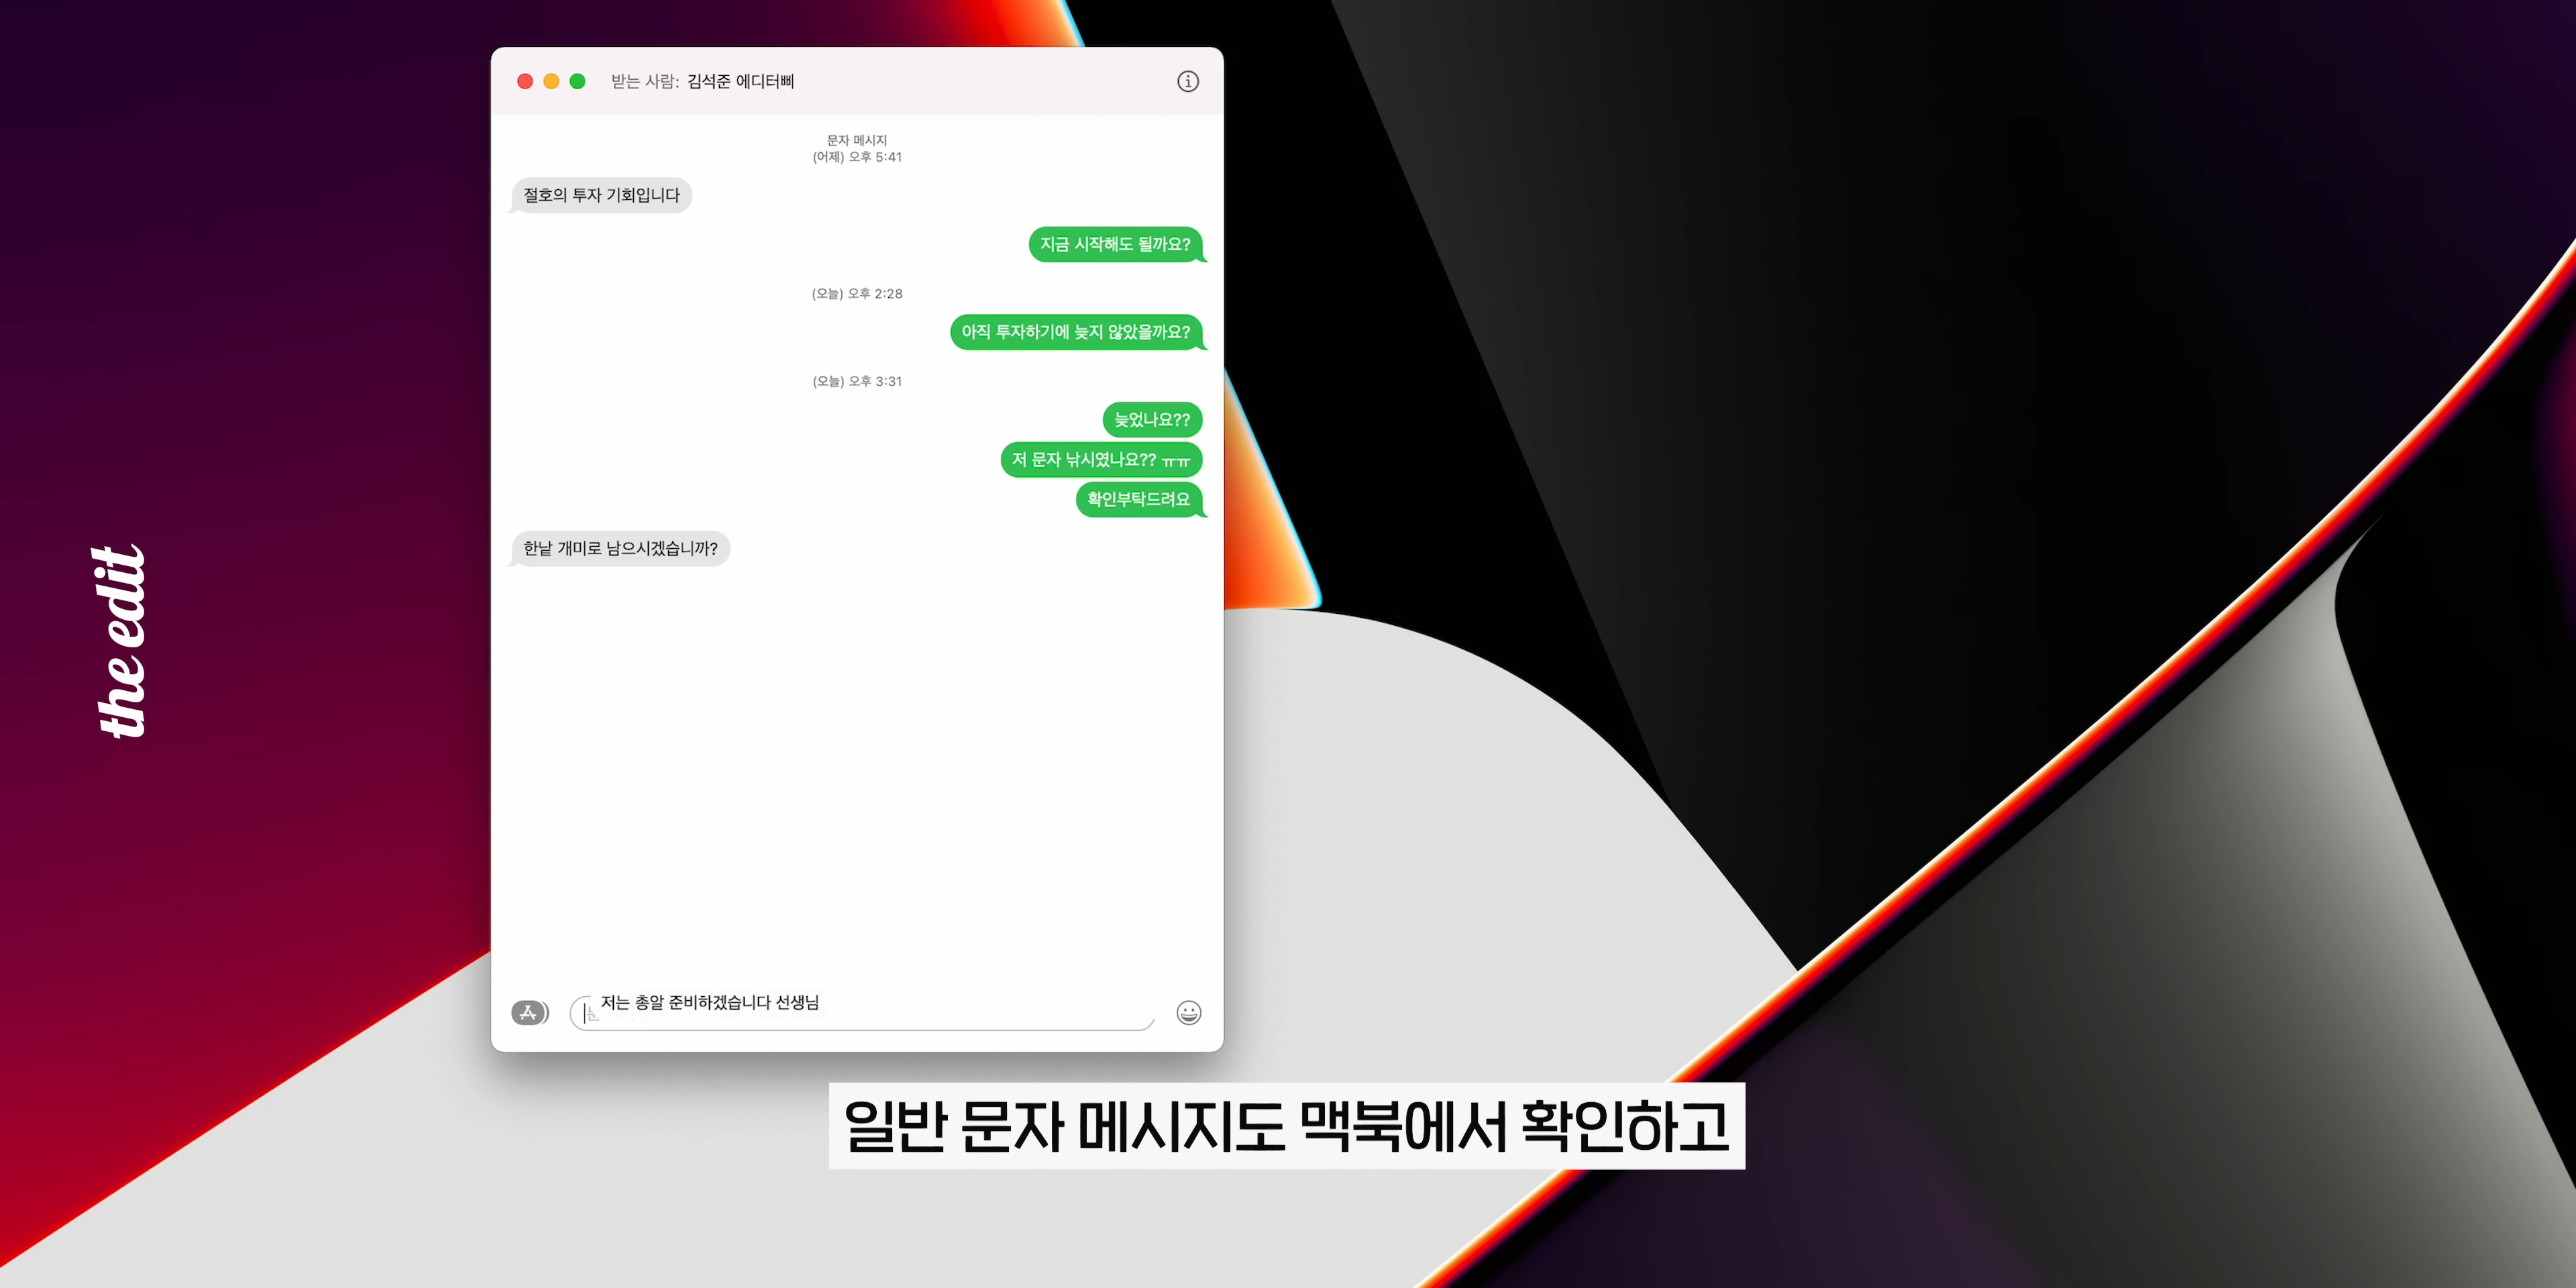 받는 사람: 김석준 에디터삐
문자 메시지
(어제) 오후 5:41
절호의 투자 기회입니다
지금 시작해도 될까요?
(오늘) 오후 2:28
아직 투자하기에 늦지 않았을까요?
(오늘) 오후 3:31
늦었나요??
저 문자 낚시였나요?? ㅠㅠ
확인부탁드려요
한낱 개미로 남으시겠습니까?
저는 총알 준비하겠습니다 선생님
the edit
일반 문자 메시지도 맥북에서 확인하고